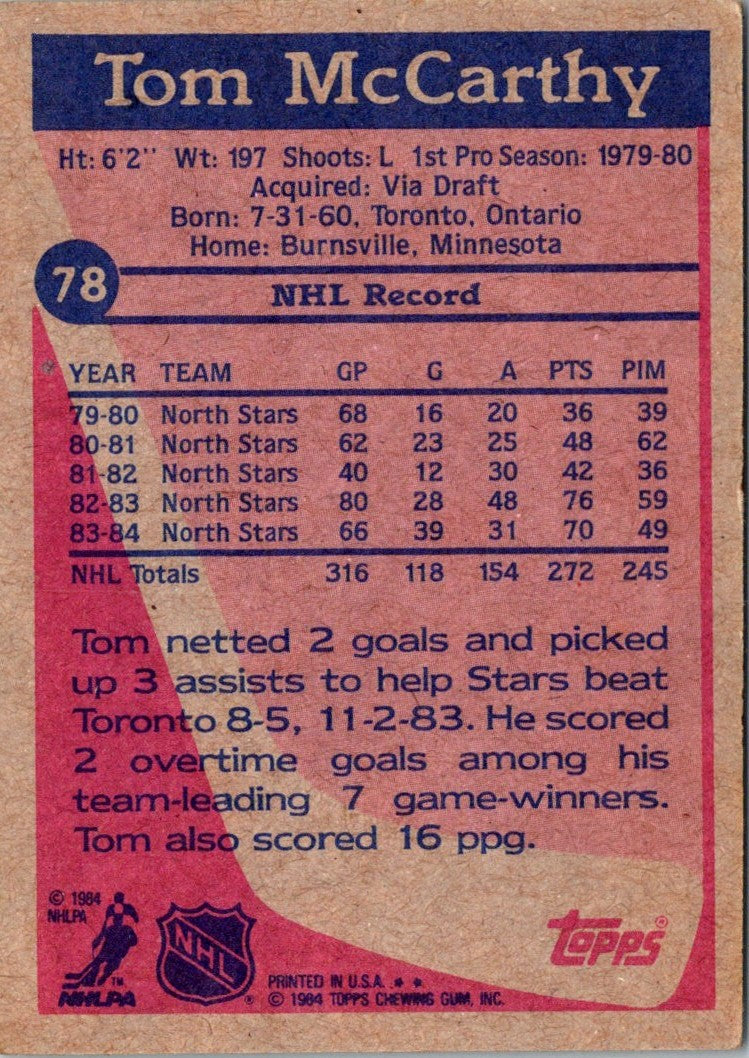 Tom McCarthy
Ht: 6'2'' Wt: 197 Shoots: L 1st Pro Season: 1979-80
Acquired: Via Draft
Born: 7-31-60, Toronto, Ontario
Home: Burnsville, Minnesota
78
NHL Record
YEAR TEAM GP G A PTS PIM
79-80 North Stars 68 16 20 36 39
80-81 North Stars 62 23 25 48 62
81-82 North Stars 40 12 30 42 36
82-83 North Stars 80 28 48 76 59
83-84 North Stars 66 39 31 70 49
NHL Totals 316 118 154 272 245
Tom netted 2 goals and picked
up 3 assists to help Stars beat
Toronto 8-5, 11-2-83. He scored
2 overtime goals among his
team-leading 7 game-winners.
Tom also scored 16 ppg.
© 1984
NHLPA
™
NHLPA
NHL
®
topps®
PRINTED IN U.S.A. * *
© 1984 TOPPS CHEWING GUM, INC.